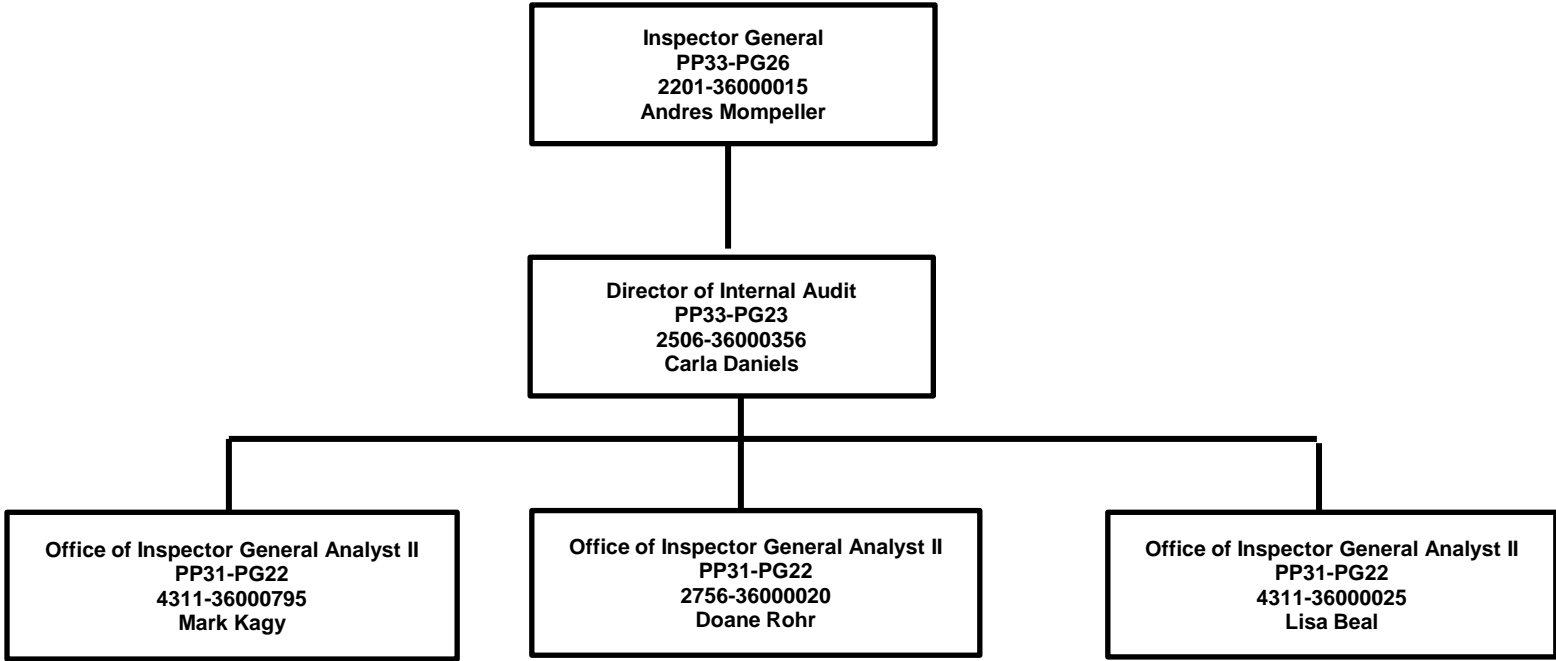 Inspector General
PP33-PG26
2201-36000015
Andres Mompeller
Director of Internal Audit
PP33-PG23
2506-36000356
Carla Daniels
Office of Inspector General Analyst II
PP31-PG22
4311-36000795
Mark Kagy
Office of Inspector General Analyst II
PP31-PG22
2756-36000020
Doane Rohr
Office of Inspector General Analyst II
PP31-PG22
4311-36000025
Lisa Beal